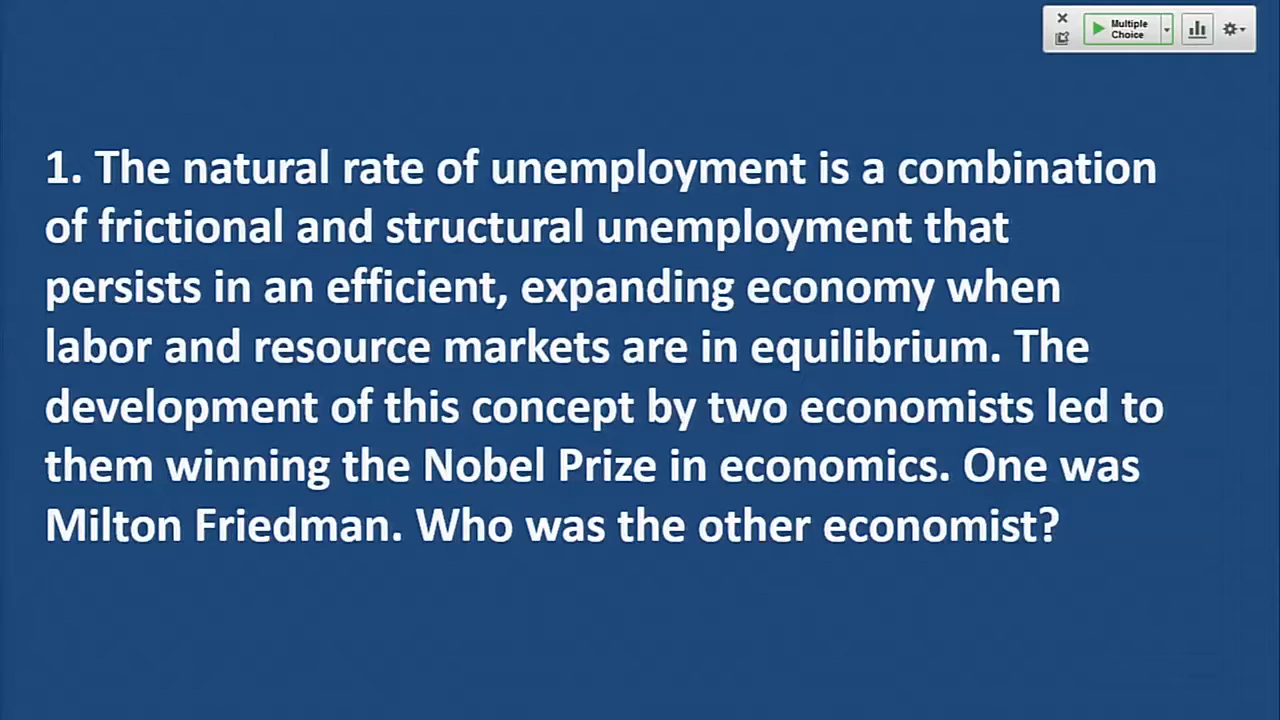 Multiple
Choice
1. The natural rate of unemployment is a combination
of frictional and structural unemployment that
persists in an efficient, expanding economy when
labor and resource markets are in equilibrium. The
development of this concept by two economists led to
them winning the Nobel Prize in economics. One was
Milton Friedman. Who was the other economist?